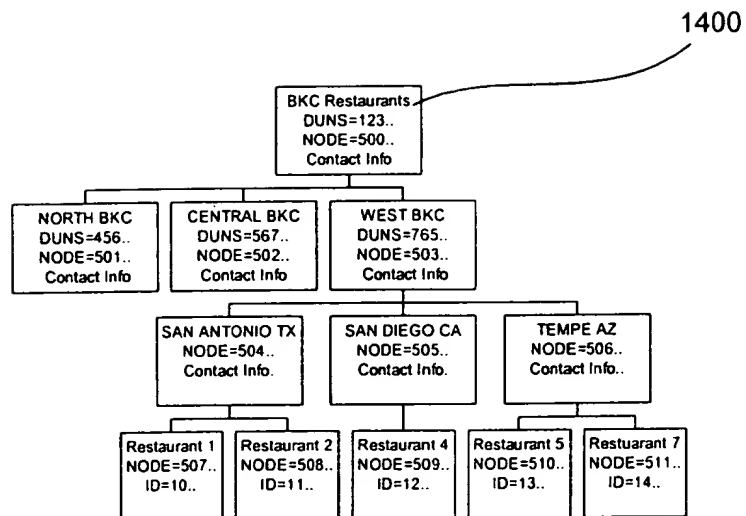 1400
BKC Restaurants
DUNS=123..
NODE=500..
Contact Info
NORTH BKC
DUNS=456..
NODE=501..
Contact Info
CENTRAL BKC
DUNS=567..
NODE=502..
Contact Info
WEST BKC
DUNS=765..
NODE=503..
Contact Info
SAN ANTONIO TX
NODE=504..
Contact Info.
SAN DIEGO CA
NODE=505..
Contact Info.
TEMPE AZ
NODE=506..
Contact Info..
Restaurant 1
NODE=507..
ID=10..
Restaurant 2
NODE=508..
ID=11..
Restaurant 4
NODE=509..
ID=12..
Restaurant 5
NODE=510..
ID=13..
Restuarant 7
NODE=511..
ID=14..